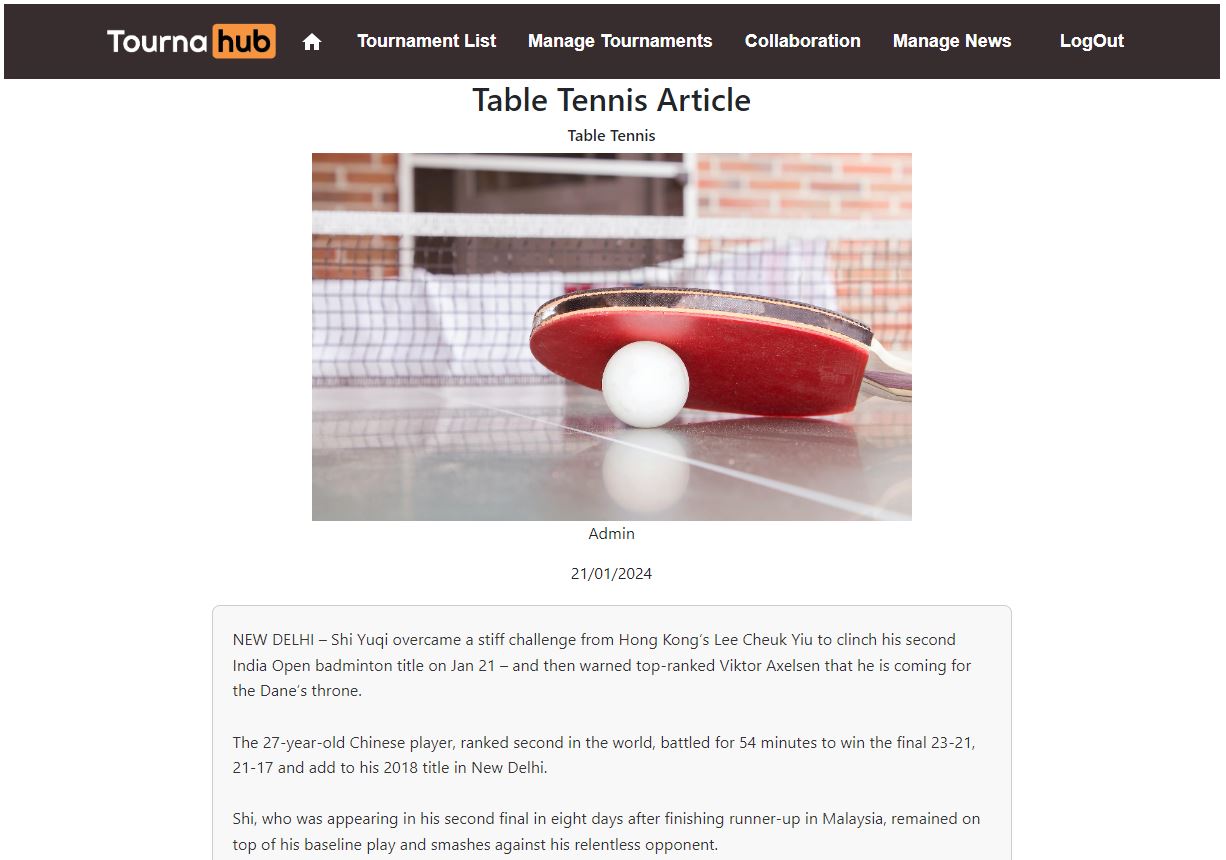 Tourna hub Tournament List Manage Tournaments Collaboration Manage News LogOut
Table Tennis Article
Table Tennis
Admin
21/01/2024
NEW DELHI – Shi Yuqi overcame a stiff challenge from Hong Kong’s Lee Cheuk Yiu to clinch his second
India Open badminton title on Jan 21 – and then warned top-ranked Viktor Axelsen that he is coming for
the Dane’s throne.
The 27-year-old Chinese player, ranked second in the world, battled for 54 minutes to win the final 23-21,
21-17 and add to his 2018 title in New Delhi.
Shi, who was appearing in his second final in eight days after finishing runner-up in Malaysia, remained on
top of his baseline play and smashes against his relentless opponent.